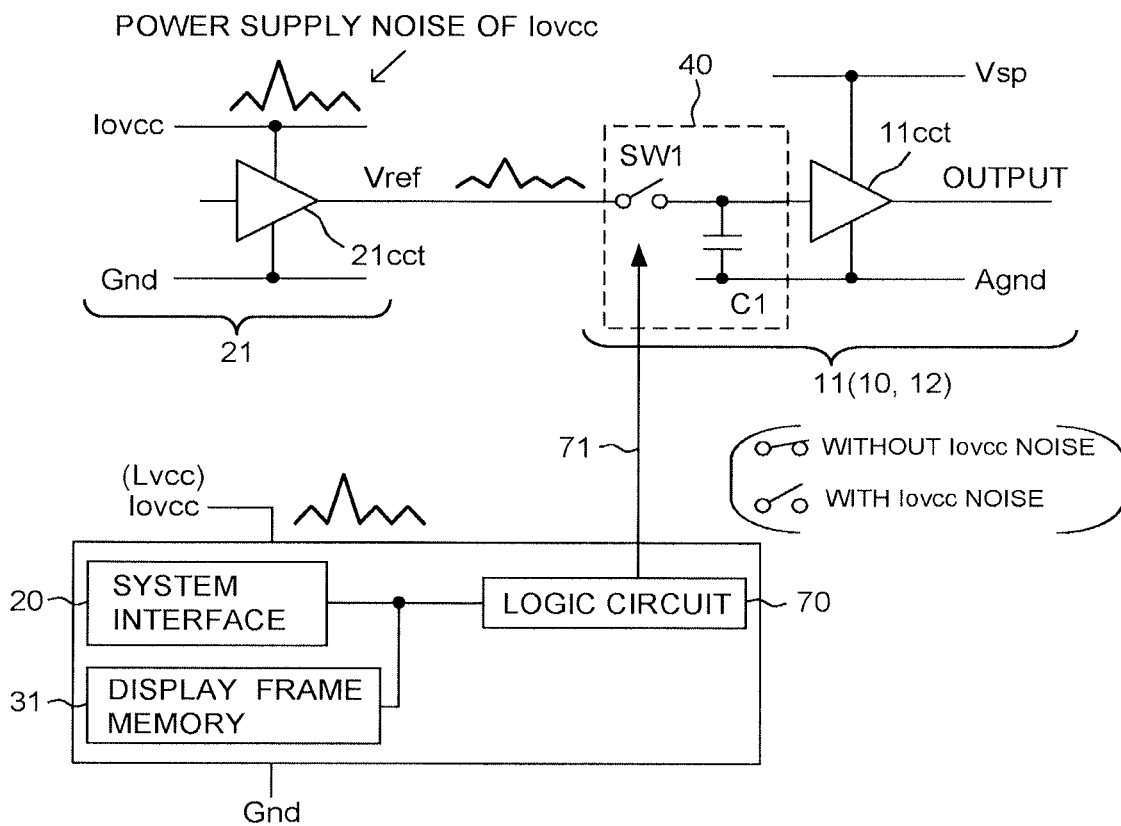 POWER SUPPLY NOISE OF Iovcc
40
Vsp
Iovcc
11cct
SW1
Vref
OUTPUT
21cct
Gnd
C1
Agnd
21
11(10, 12)
71
WITHOUT Iovcc NOISE
WITH Iovcc NOISE
(Lvcc)
Iovcc
20
SYSTEM
INTERFACE
LOGIC CIRCUIT
70
31
DISPLAY FRAME
MEMORY
Gnd